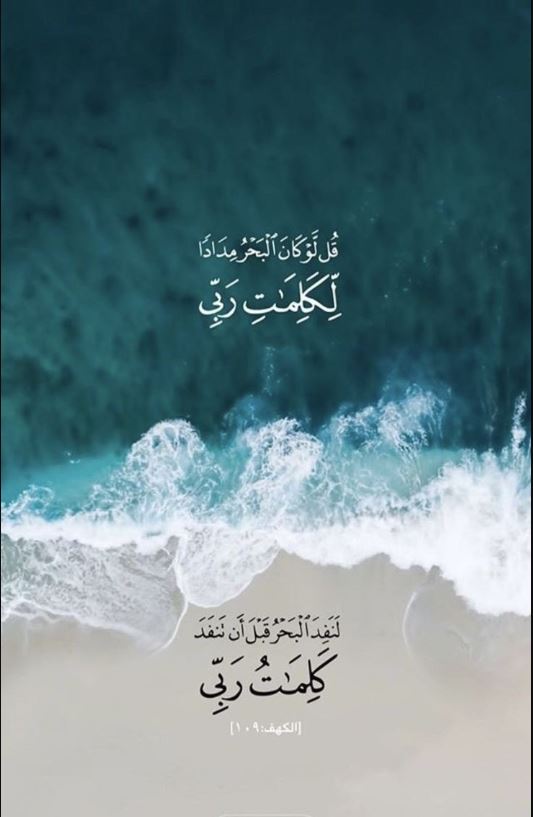 قُل لَّوْ كَانَ ٱلْبَحْرُ مِدَادًا
لِّكَلِمَٰتِ رَبِّي
لَنَفِدَ ٱلْبَحْرُ قَبْلَ أَن تَنفَدَ
كَلِمَٰتُ رَبِّي
[الكهف:١٠٩]